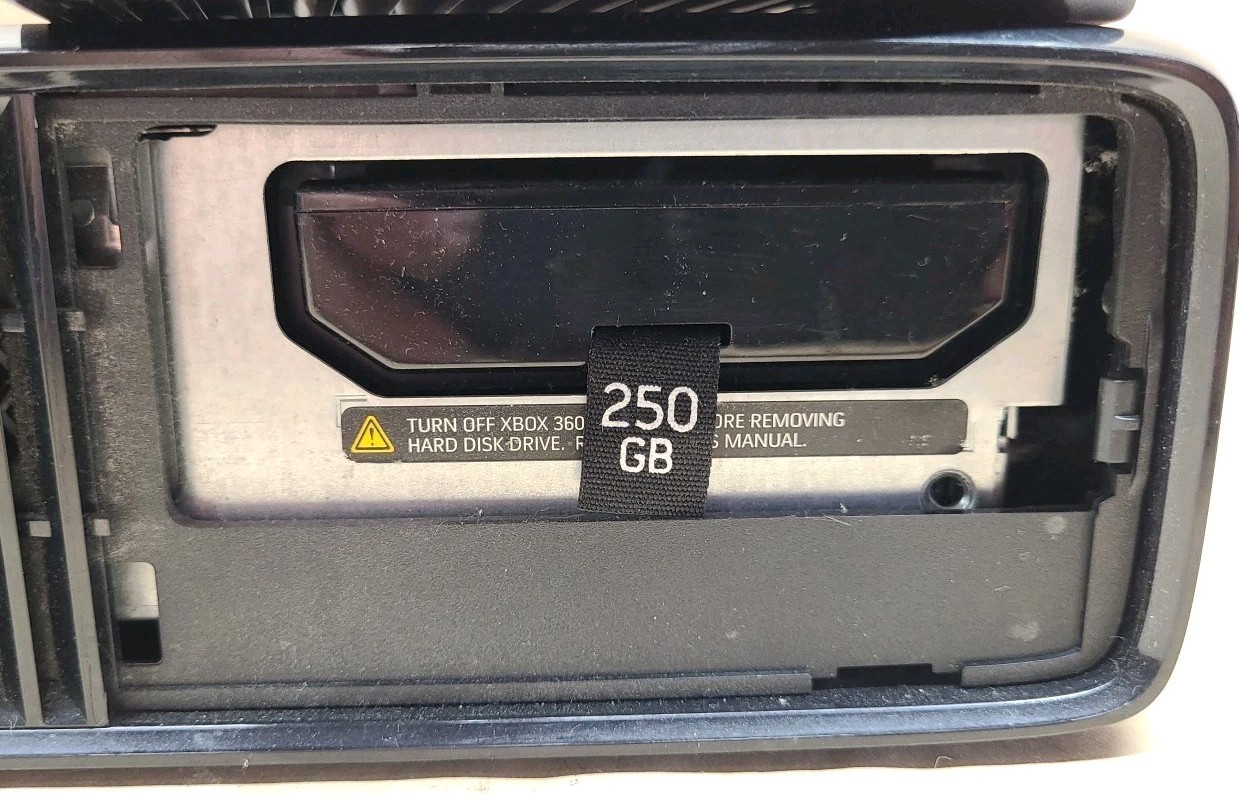 TURN OFF XBOX 360 ORE REMOVING
HARD DISK DRIVE. MANUAL.
250
GB